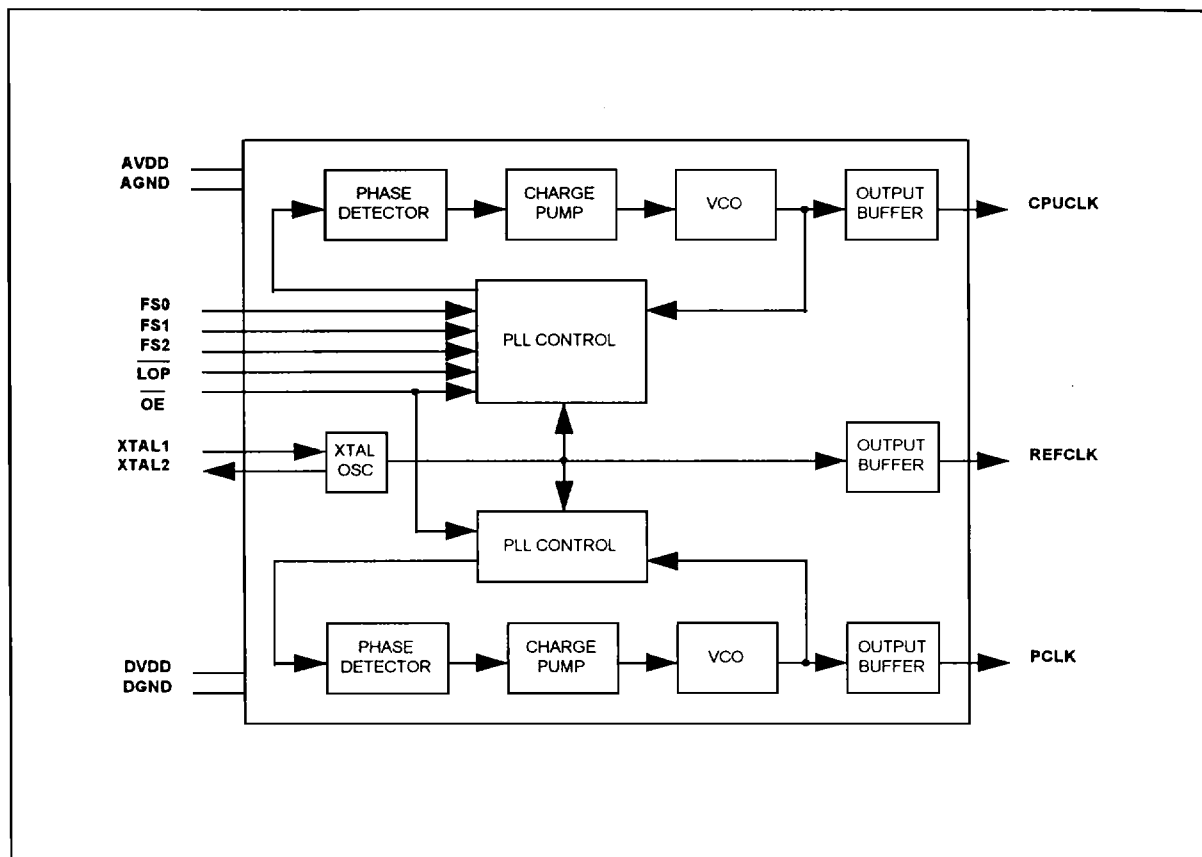 AVDD
AGND
PHASE
DETECTOR
CHARGE
PUMP
VCO
OUTPUT
BUFFER
CPUCLK
FS0
FS1
FS2
LOP
OE
PLL CONTROL
XTAL1
XTAL2
XTAL
OSC
OUTPUT
BUFFER
REFCLK
PLL CONTROL
PHASE
DETECTOR
CHARGE
PUMP
VCO
OUTPUT
BUFFER
PCLK
DVDD
DGND